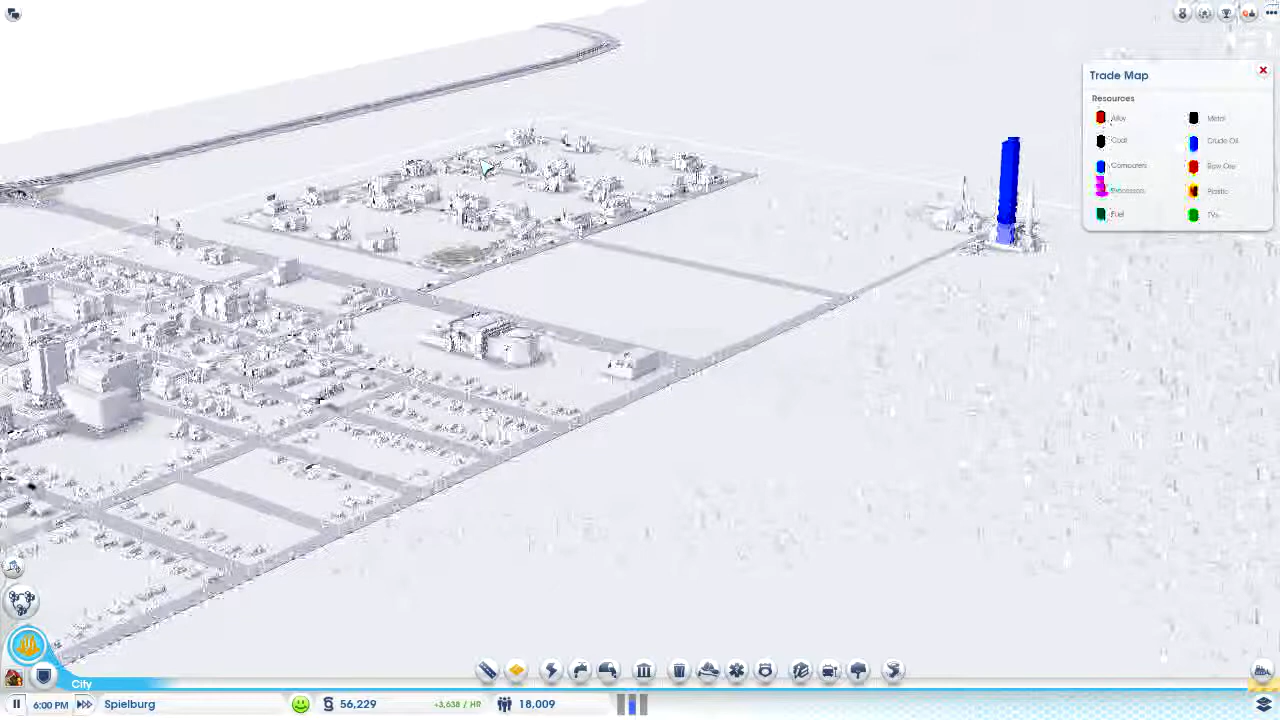 Trade Map
Resources
Alloy Metal
Coal Crude Oil
Computers Raw Ore
Processors Plastic
Fuel TVs
City
6:00 PM Spielburg 56,229 +3,638 / HR 18,009